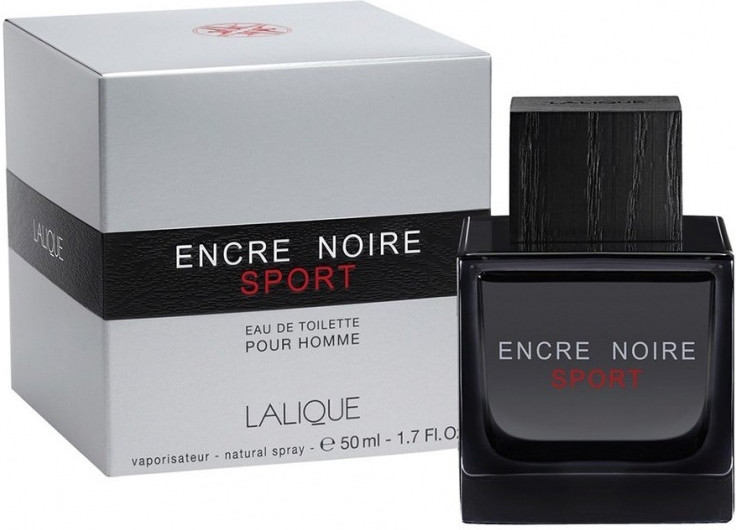 LALIQUE
ENCRE NOIRE
SPORT
EAU DE TOILETTE
POUR HOMME
LALIQUE
vaporisateur - natural spray - ℮ 50 ml - 1.7 Fl.O
LALIQUE
ENCRE NOIRE
SPORT